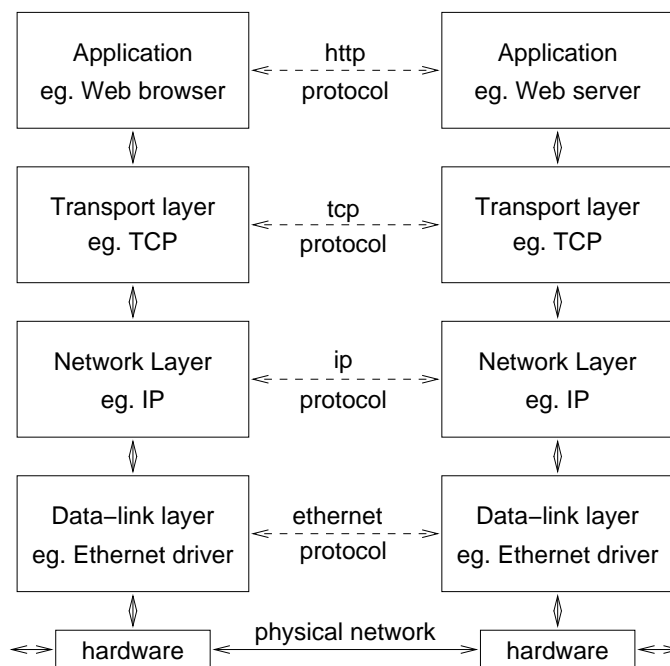 Application
eg. Web browser
http
protocol
Application
eg. Web server
Transport layer
eg. TCP
tcp
protocol
Transport layer
eg. TCP
Network Layer
eg. IP
ip
protocol
Network Layer
eg. IP
Data−link layer
eg. Ethernet driver
ethernet
protocol
Data−link layer
eg. Ethernet driver
hardware
physical network
hardware